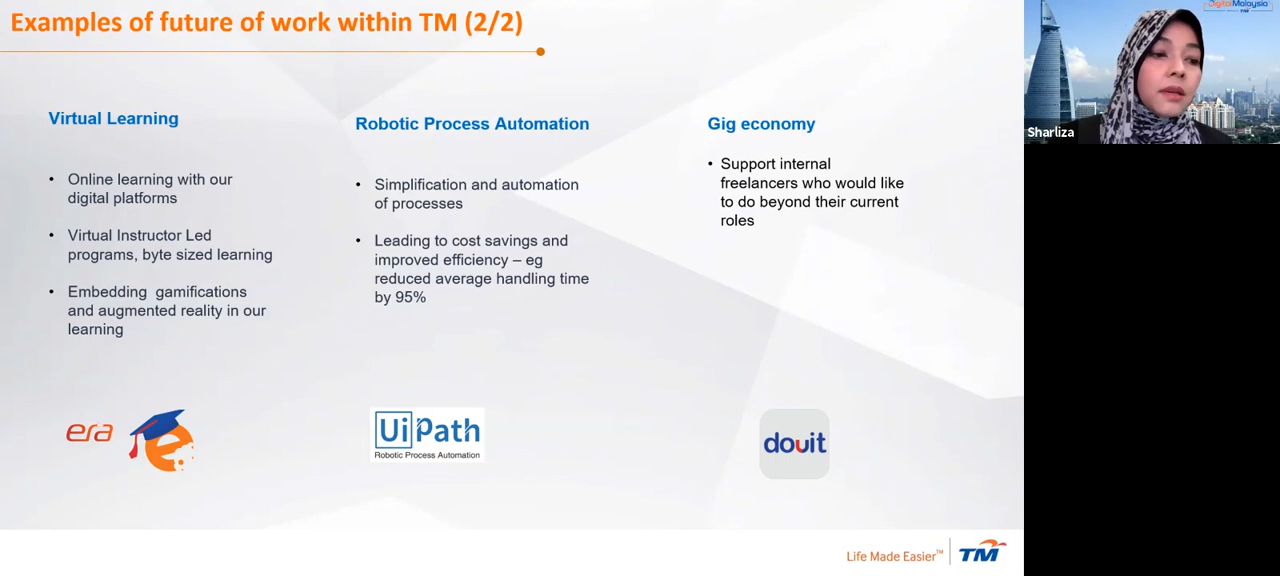 Examples of future of work within TM (2/2)
Virtual Learning
• Online learning with our
digital platforms
• Virtual Instructor Led
programs, byte sized learning
• Embedding gamifications
and augmented reality in our
learning
era
e
Robotic Process Automation
• Simplification and automation
of processes
• Leading to cost savings and
improved efficiency – eg
reduced average handling time
by 95%
UiPath
Robotic Process Automation
Gig economy
• Support internal
freelancers who would like
to do beyond their current
roles
douit
Life Made Easier™
TM
DigitalMalaysia
TM
TM
Sharliza